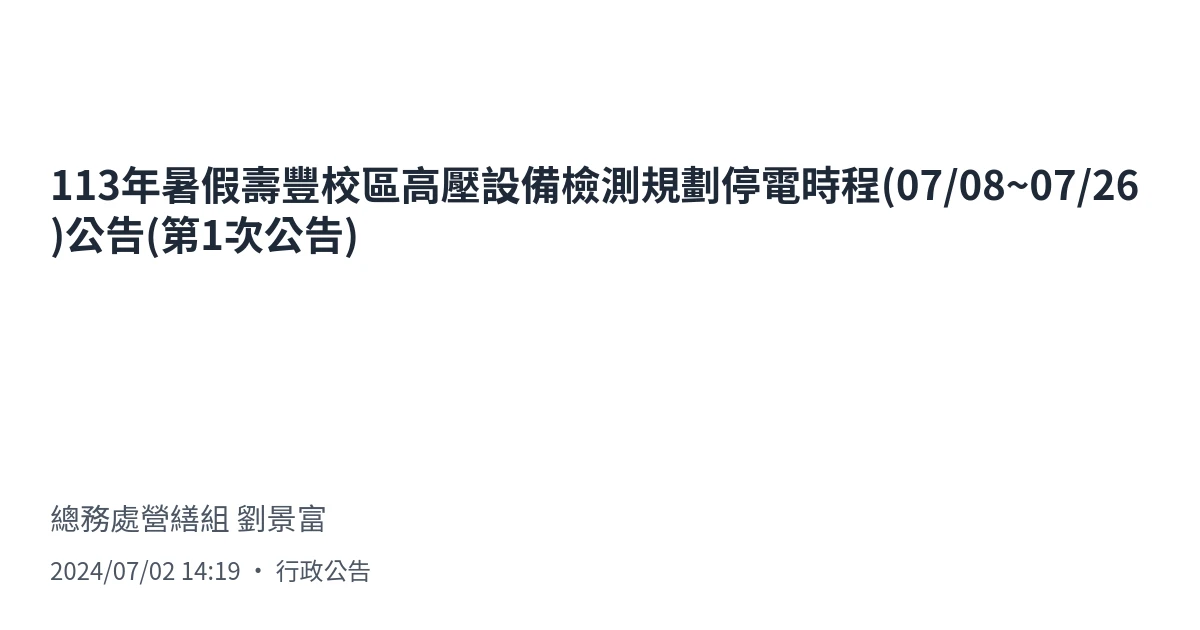 113年暑假壽豐校區高壓設備檢測規劃停電時程(07/08~07/26
)公告(第1次公告)
總務處營繕組 劉景富
2024/07/02 14:19 • 行政公告